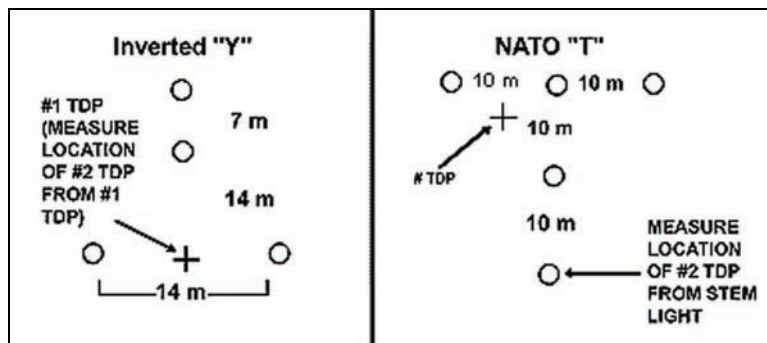 Inverted "Y"
#1 TDP
(MEASURE
LOCATION
OF #2 TDP
FROM #1
TDP)
7 m
14 m
14 m
NATO "T"
10 m
10 m
10 m
# TDP
10 m
MEASURE
LOCATION
OF #2 TDP
FROM STEM
LIGHT